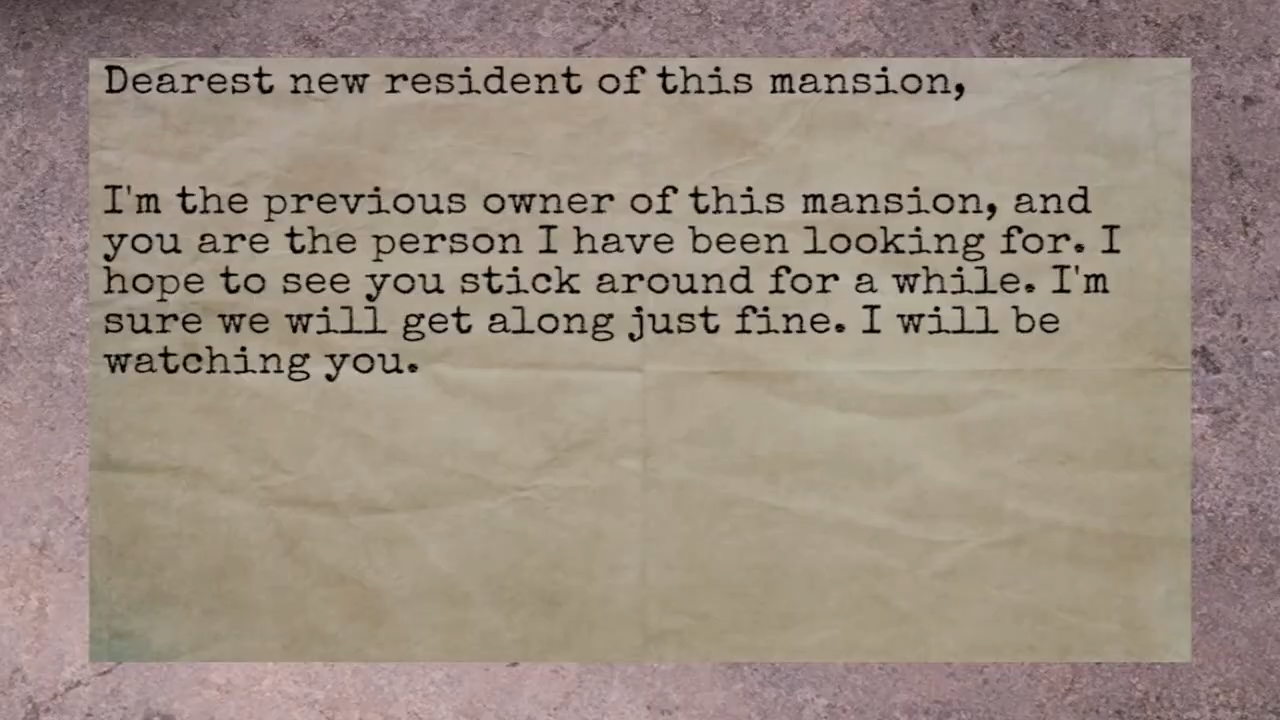 Dearest new resident of this mansion,
I'm the previous owner of this mansion, and
you are the person I have been looking for. I
hope to see you stick around for a while. I'm
sure we will get along just fine. I will be
watching you.